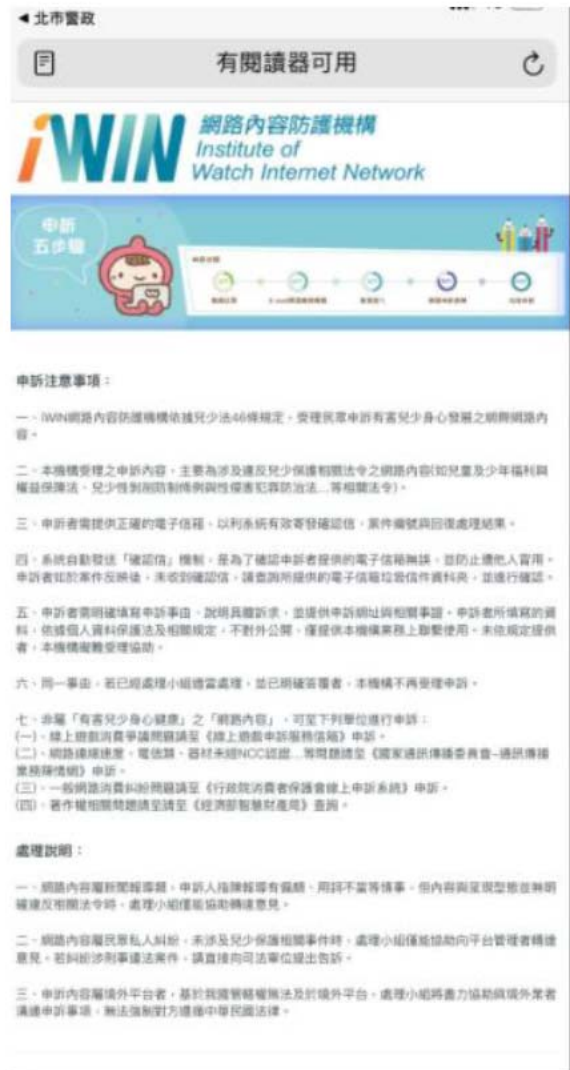 ◀ 北市警政
有閱讀器可用
iWIN
網路內容防護機構
Institute of
Watch Internet Network
申訴
五步驟
申訴注意事項：
一、iWIN網路內容防護機構依據兒少法46條規定，受理民眾申訴有害兒少身心發展之網際網路內
容。
二、本機構受理之申訴內容，主要為涉及違反兒少保護相關法令之網路內容(如兒童及少年福利與
權益保障法、兒少性剝削防制條例與性侵害犯罪防治法...等相關法令)。
三、申訴者需提供正確的電子信箱，以利系統有效寄發確認信、案件編號與回復處理結果。
四、系統自動發送「確認信」機制，是為了確認申訴者提供的電子信箱無誤，並防止遭他人冒用。
申訴者如於案件反映後，未收到確認信，請查詢所提供的電子信箱垃圾信件資料夾，並進行確認。
五、申訴者需明確填寫申訴事由、說明具體訴求，並提供申訴網址與相關事證。申訴者所填寫的資
料，依據個人資料保護法及相關規定，不對外公開，僅提供本機構業務上聯繫使用。未依規定提供
者，本機構礙難受理協助。
六、同一事由，若已經處理小組適當處理，並已明確答覆者，本機構不再受理申訴。
七、非屬「有害兒少身心健康」之「網路內容」，可至下列單位進行申訴：
(一)、線上遊戲消費爭議問題請至《線上遊戲申訴服務信箱》申訴。
(二)、網路連線速度、電信類、器材未經NCC認證...等問題請至《國家通訊傳播委員會-通訊傳播
業務陳情網》申訴。
(三)、一般網路消費糾紛問題請至《行政院消費者保護會線上申訴系統》申訴。
(四)、著作權相關問題請至請至《經濟部智慧財產局》查詢。
處理說明：
一、網路內容屬新聞報導類，申訴人指陳報導有偏頗、用詞不當等情事，但內容與呈現型態並無明
確違反相關法令時，處理小組僅能協助轉達意見。
二、網路內容屬民眾私人糾紛，未涉及兒少保護相關事件時，處理小組僅能協助向平台管理者轉達
意見。若糾紛涉刑事違法案件，請直接向司法單位提出告訴。
三、申訴內容屬境外平台者，基於我國管轄權無法及於境外平台，處理小組將盡力協助與境外業者
溝通申訴事項，無法強制對方遵循中華民國法律。